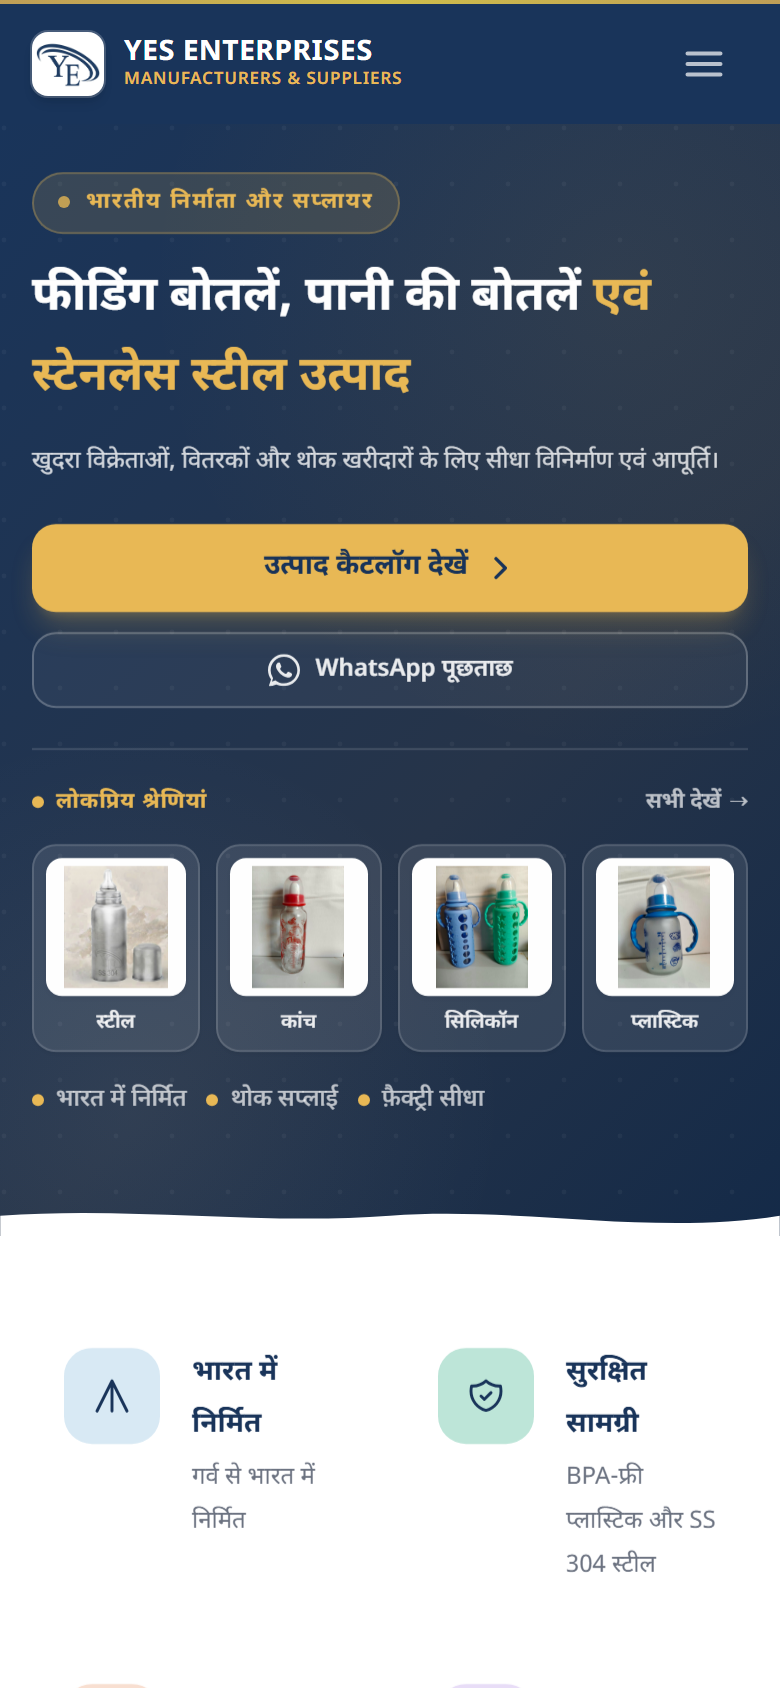 YE
YES ENTERPRISES
MANUFACTURERS & SUPPLIERS
भारतीय निर्माता और सप्लायर
फीडिंग बोतलें, पानी की बोतलें एवं
स्टेनलेस स्टील उत्पाद
खुदरा विक्रेताओं, वितरकों और थोक खरीदारों के लिए सीधा विनिर्माण एवं आपूर्ति।
उत्पाद कैटलॉग देखें
WhatsApp पूछताछ
लोकप्रिय श्रेणियां
सभी देखें →
स्टील
कांच
सिलिकॉन
प्लास्टिक
भारत में निर्मित
थोक सप्लाई
फ़ैक्ट्री सीधा
भारत में
निर्मित
गर्व से भारत में
निर्मित
सुरक्षित
सामग्री
BPA-फ्री
प्लास्टिक और SS
304 स्टील